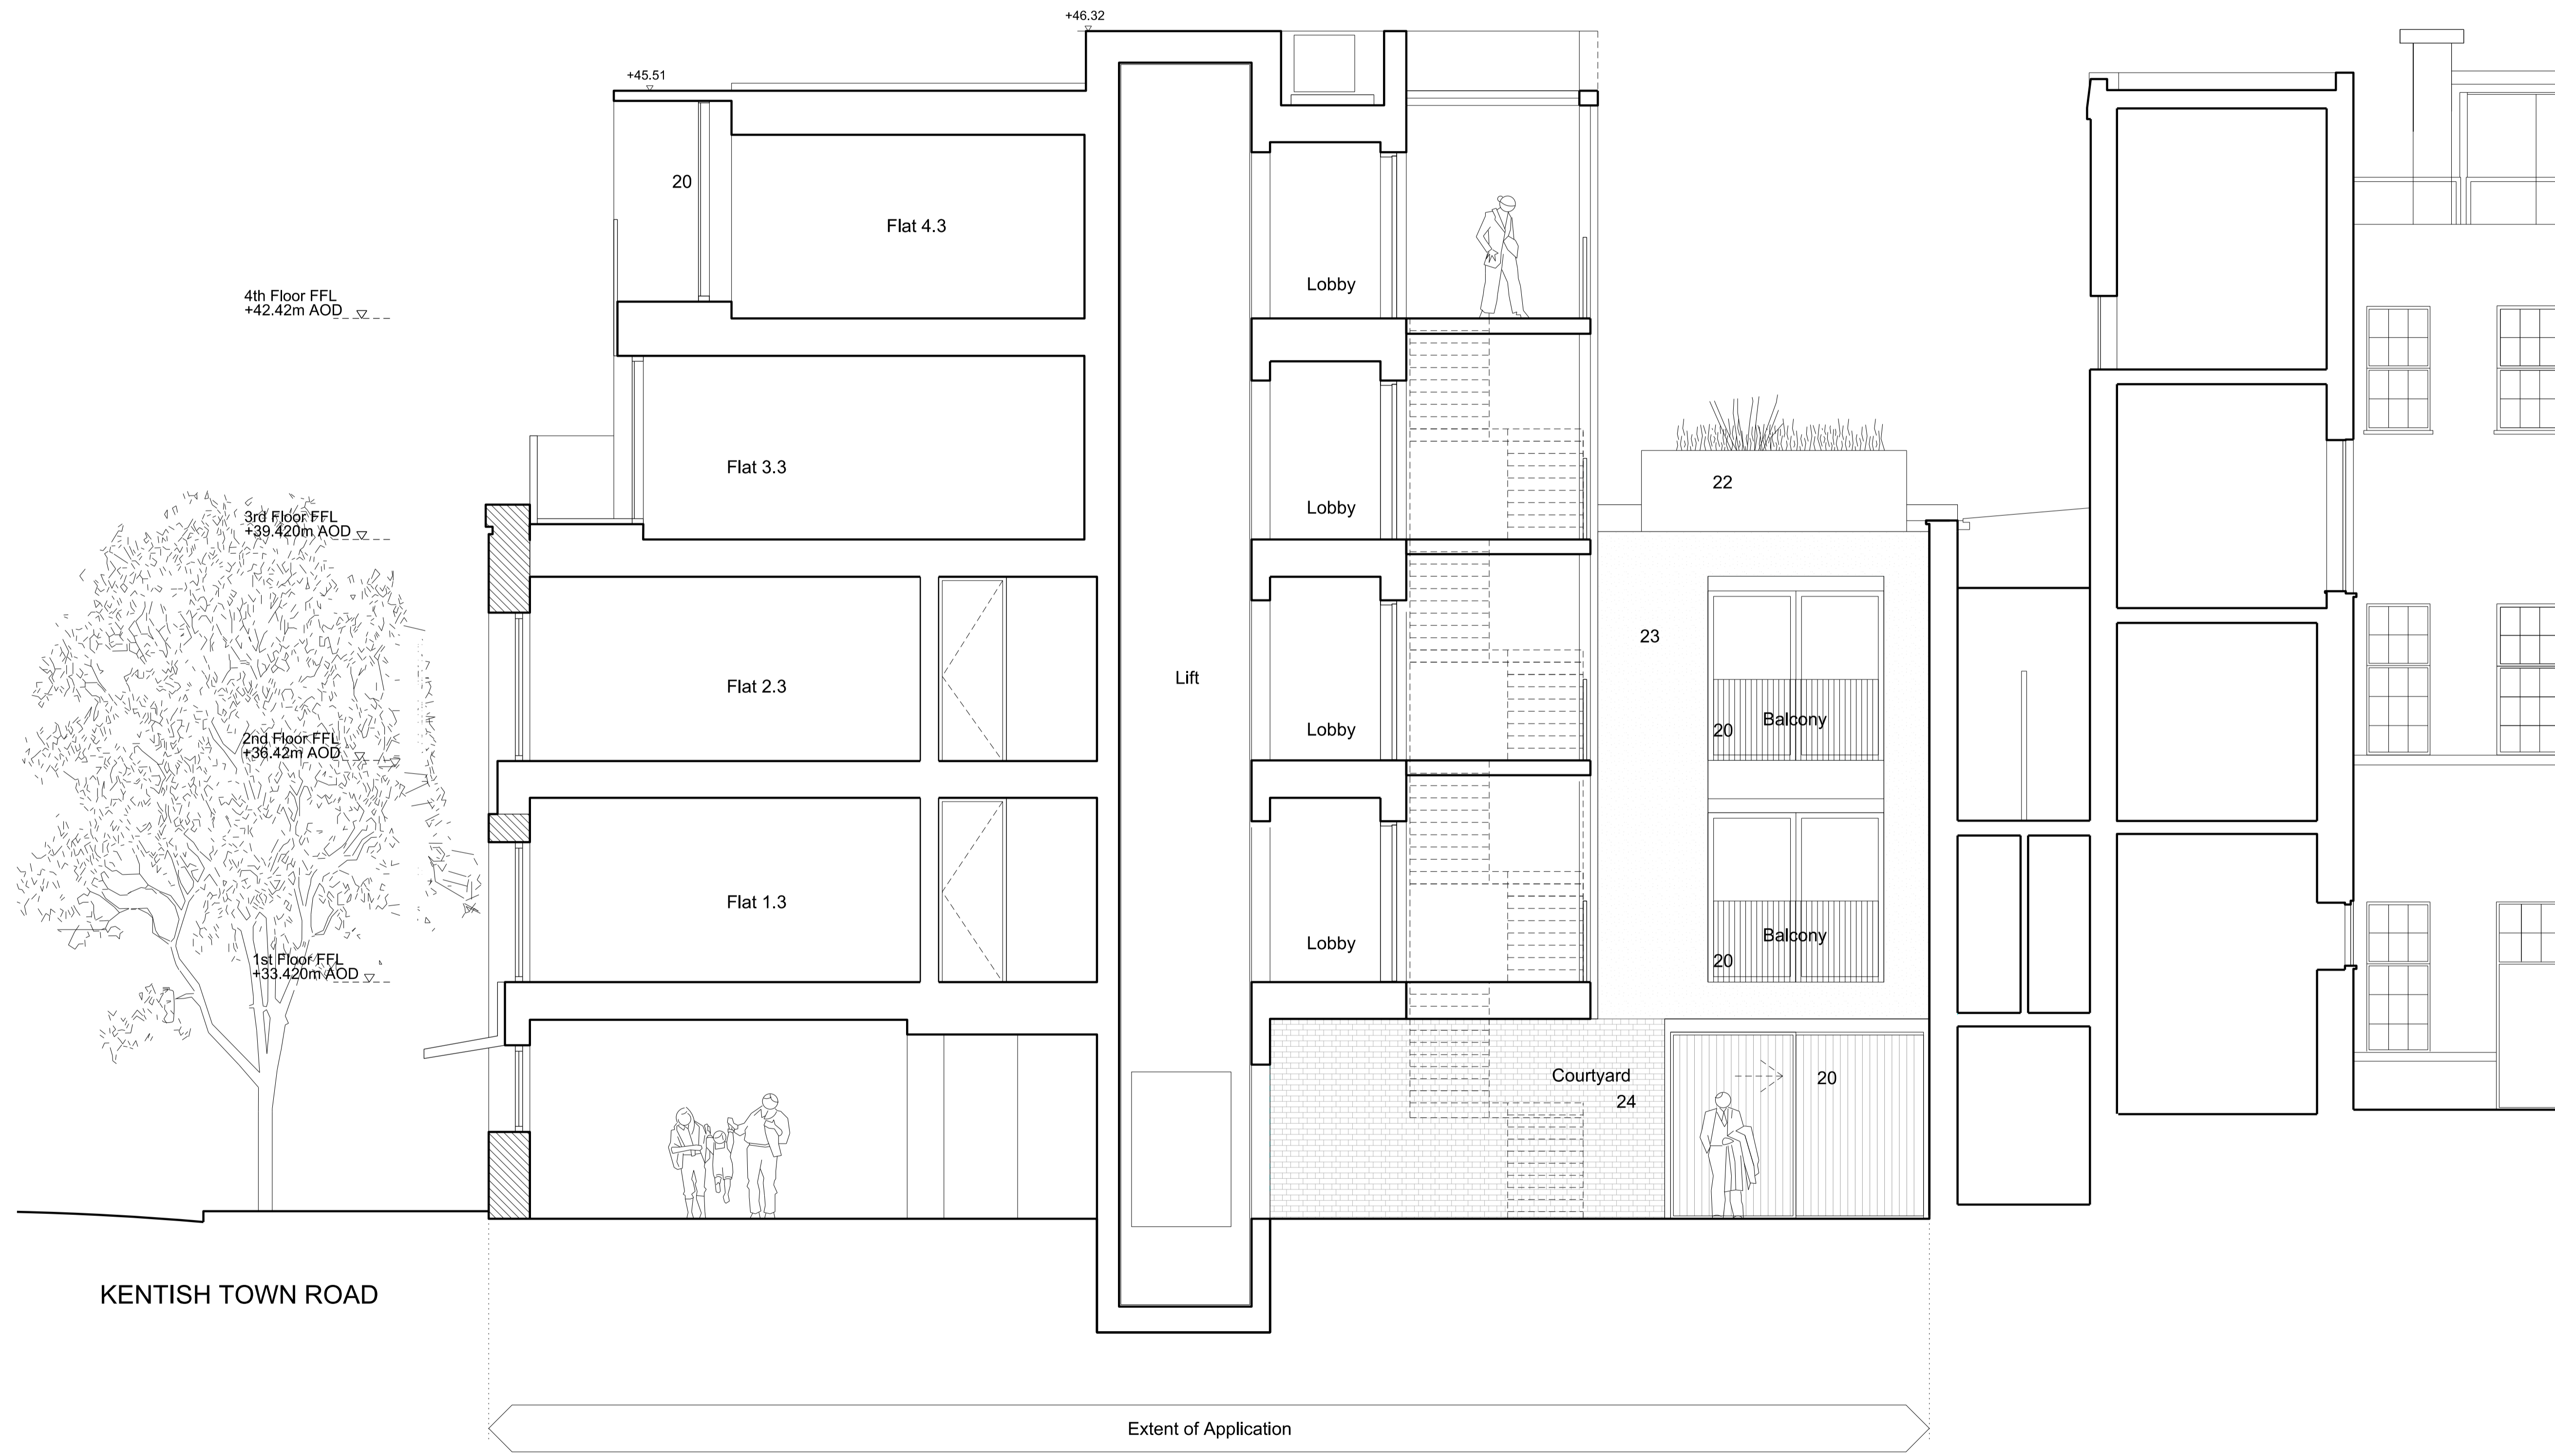 +46.32
+45.51
20
Flat 4.3
Lobby
4th Floor FFL
+42.42m AOD
Flat 3.3
22
Lobby
3rd Floor FFL
+39.420m AOD
23
Flat 2.3
Lift
Lobby
20
Balcony
2nd Floor FFL
+36.42m AOD
Flat 1.3
Lobby
Balcony
20
1st Floor FFL
+33.420m AOD
Courtyard
24
20
KENTISH TOWN ROAD
Extent of Application